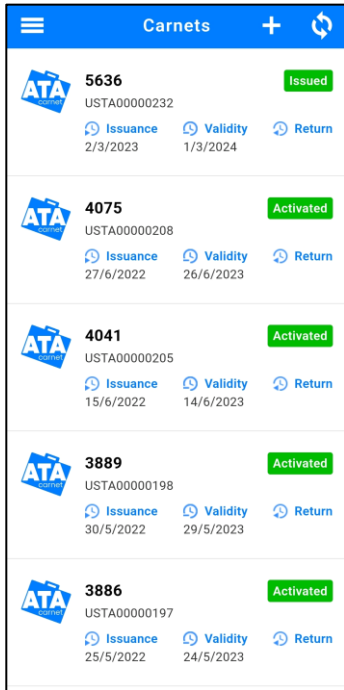 Carnets
ATA
carnet
5636
Issued
USTA00000232
Issuance Validity Return
2/3/2023 1/3/2024
ATA
carnet
4075
Activated
USTA00000208
Issuance Validity Return
27/6/2022 26/6/2023
ATA
carnet
4041
Activated
USTA00000205
Issuance Validity Return
15/6/2022 14/6/2023
ATA
carnet
3889
Activated
USTA00000198
Issuance Validity Return
30/5/2022 29/5/2023
ATA
carnet
3886
Activated
USTA00000197
Issuance Validity Return
25/5/2022 24/5/2023